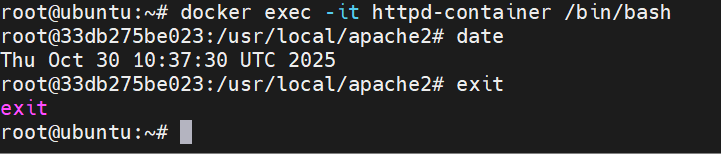 root@ubuntu:~# docker exec -it httpd-container /bin/bash
root@33db275be023:/usr/local/apache2# date
Thu Oct 30 10:37:30 UTC 2025
root@33db275be023:/usr/local/apache2# exit
exit
root@ubuntu:~#